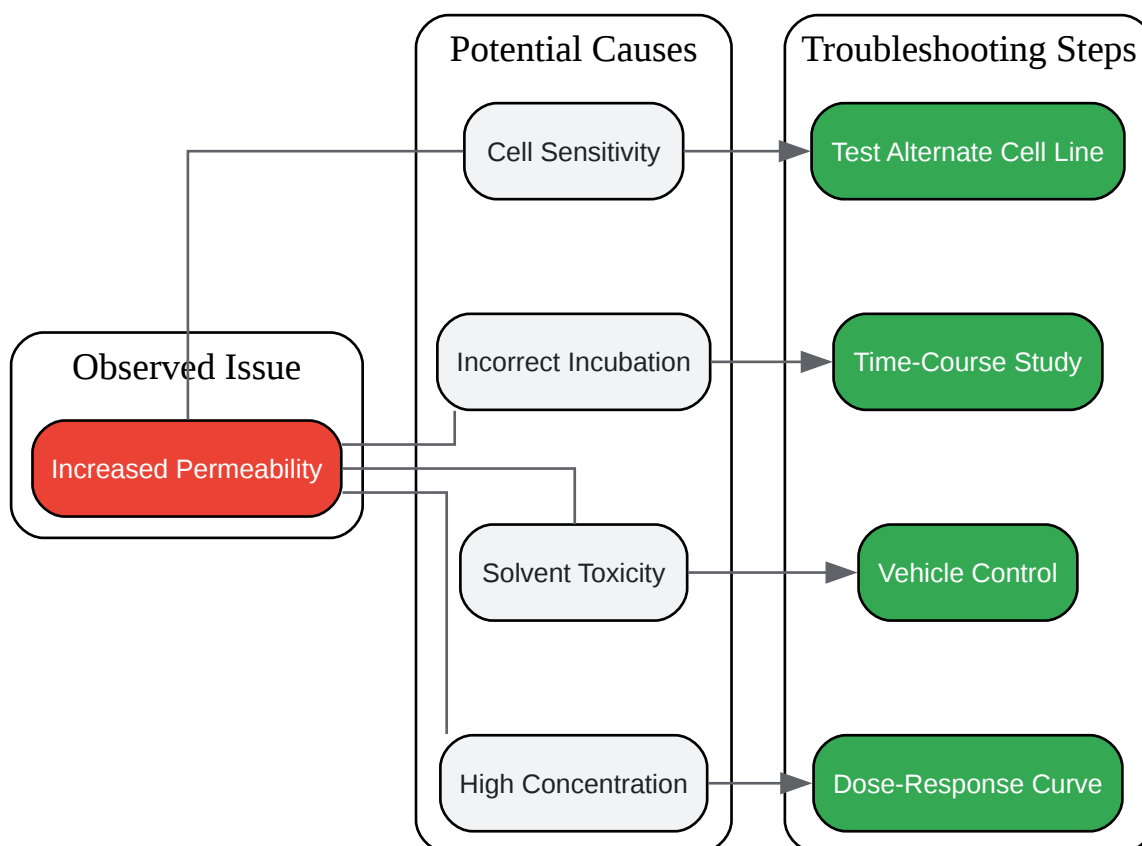 Potential Causes
Troubleshooting Steps
Cell Sensitivity
Test Alternate Cell Line
Observed Issue
Incorrect Incubation
Time-Course Study
Increased Permeability
Solvent Toxicity
Vehicle Control
High Concentration
Dose-Response Curve